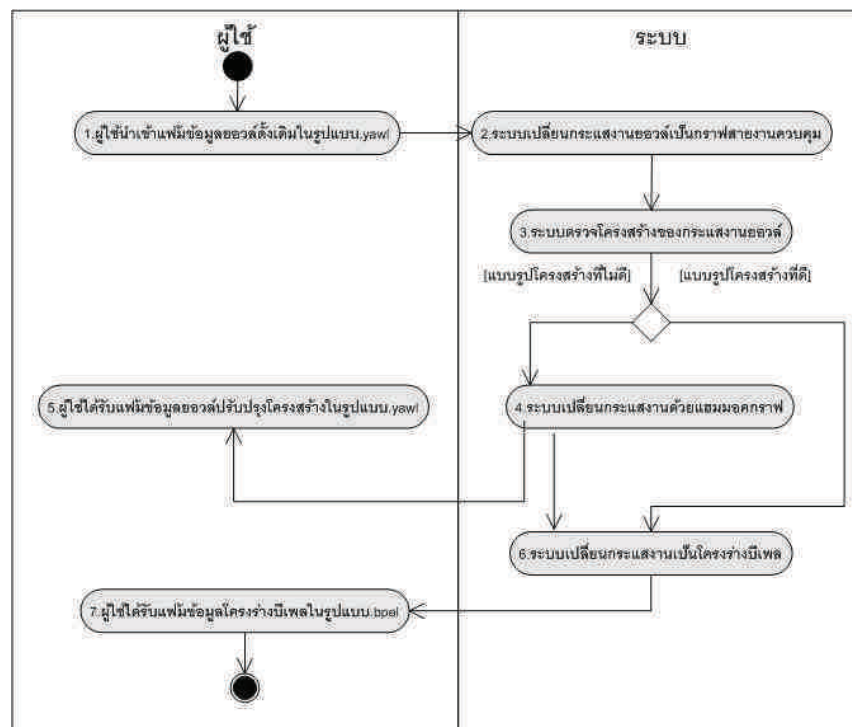 ผู้ใช้
ระบบ
1.ผู้ใช้นำเข้าแฟ้มข้อมูลยอวล์ดั้งเดิมในรูปแบบ.yawl
2.ระบบเปลี่ยนกระแสงานยอวล์เป็นกราฟสายงานควบคุม
3.ระบบตรวจโครงสร้างของกระแสงานยอวล์
[แบบรูปโครงสร้างที่ไม่ดี]
[แบบรูปโครงสร้างที่ดี]
5.ผู้ใช้ได้รับแฟ้มข้อมูลยอวล์ปรับปรุงโครงสร้างในรูปแบบ.yawl
4.ระบบเปลี่ยนกระแสงานด้วยแฮมมอคกราฟ
6.ระบบเปลี่ยนกระแสงานเป็นโครงร่างบีเพล
7.ผู้ใช้ได้รับแฟ้มข้อมูลโครงร่างบีเพลในรูปแบบ.bpel